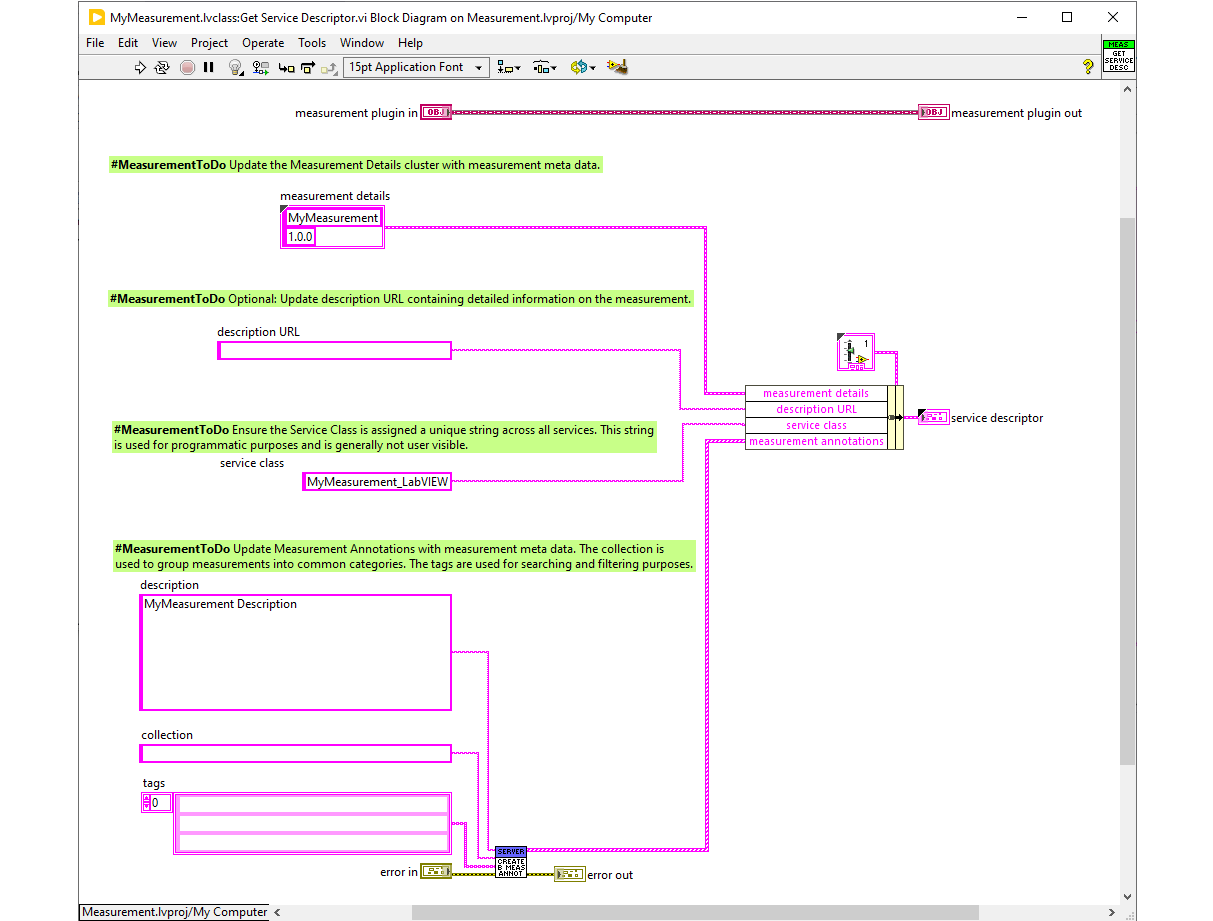 MyMeasurement.lvclass:Get Service Descriptor.vi Block Diagram on Measurement.lvproj/My Computer
File Edit View Project Operate Tools Window Help
15pt Application Font
?
MEAS
GET
SERVICE
DESC
measurement plugin in
OBJ
OBJ
measurement plugin out
#MeasurementToDo Update the Measurement Details cluster with measurement meta data.
measurement details
MyMeasurement
1.0.0
#MeasurementToDo Optional: Update description URL containing detailed information on the measurement.
description URL
1
measurement details
description URL
service class
measurement annotations
service descriptor
#MeasurementToDo Ensure the Service Class is assigned a unique string across all services. This string
is used for programmatic purposes and is generally not user visible.
service class
MyMeasurement_LabVIEW
#MeasurementToDo Update Measurement Annotations with measurement meta data. The collection is
used to group measurements into common categories. The tags are used for searching and filtering purposes.
description
MyMeasurement Description
collection
tags
0
SERVER
CREATE
B MEAS
ANNOT
error in
error out
Measurement.lvproj/My Computer